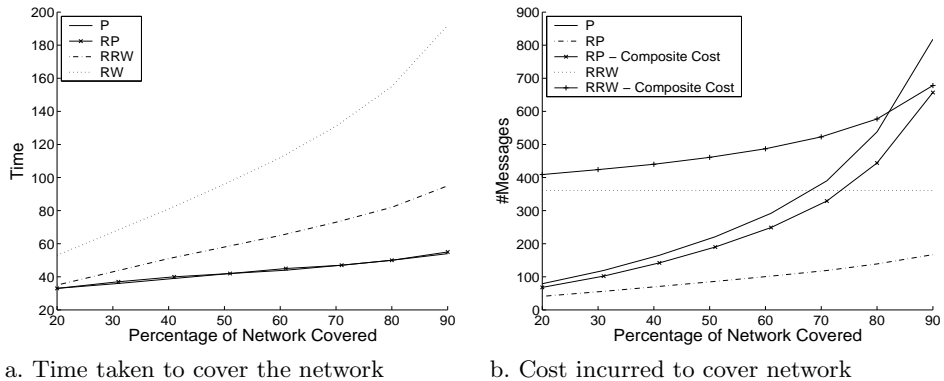 200
180
160
140
120
100
80
60
40
20
Time
P
RP
RRW
RW
20 30 40 50 60 70 80 90
Percentage of Network Covered
a. Time taken to cover the network
900
800
700
600
500
400
300
200
100
0
#Messages
P
RP
RP – Composite Cost
RRW
RRW – Composite Cost
20 30 40 50 60 70 80 90
Percentage of Network Covered
b. Cost incurred to cover network